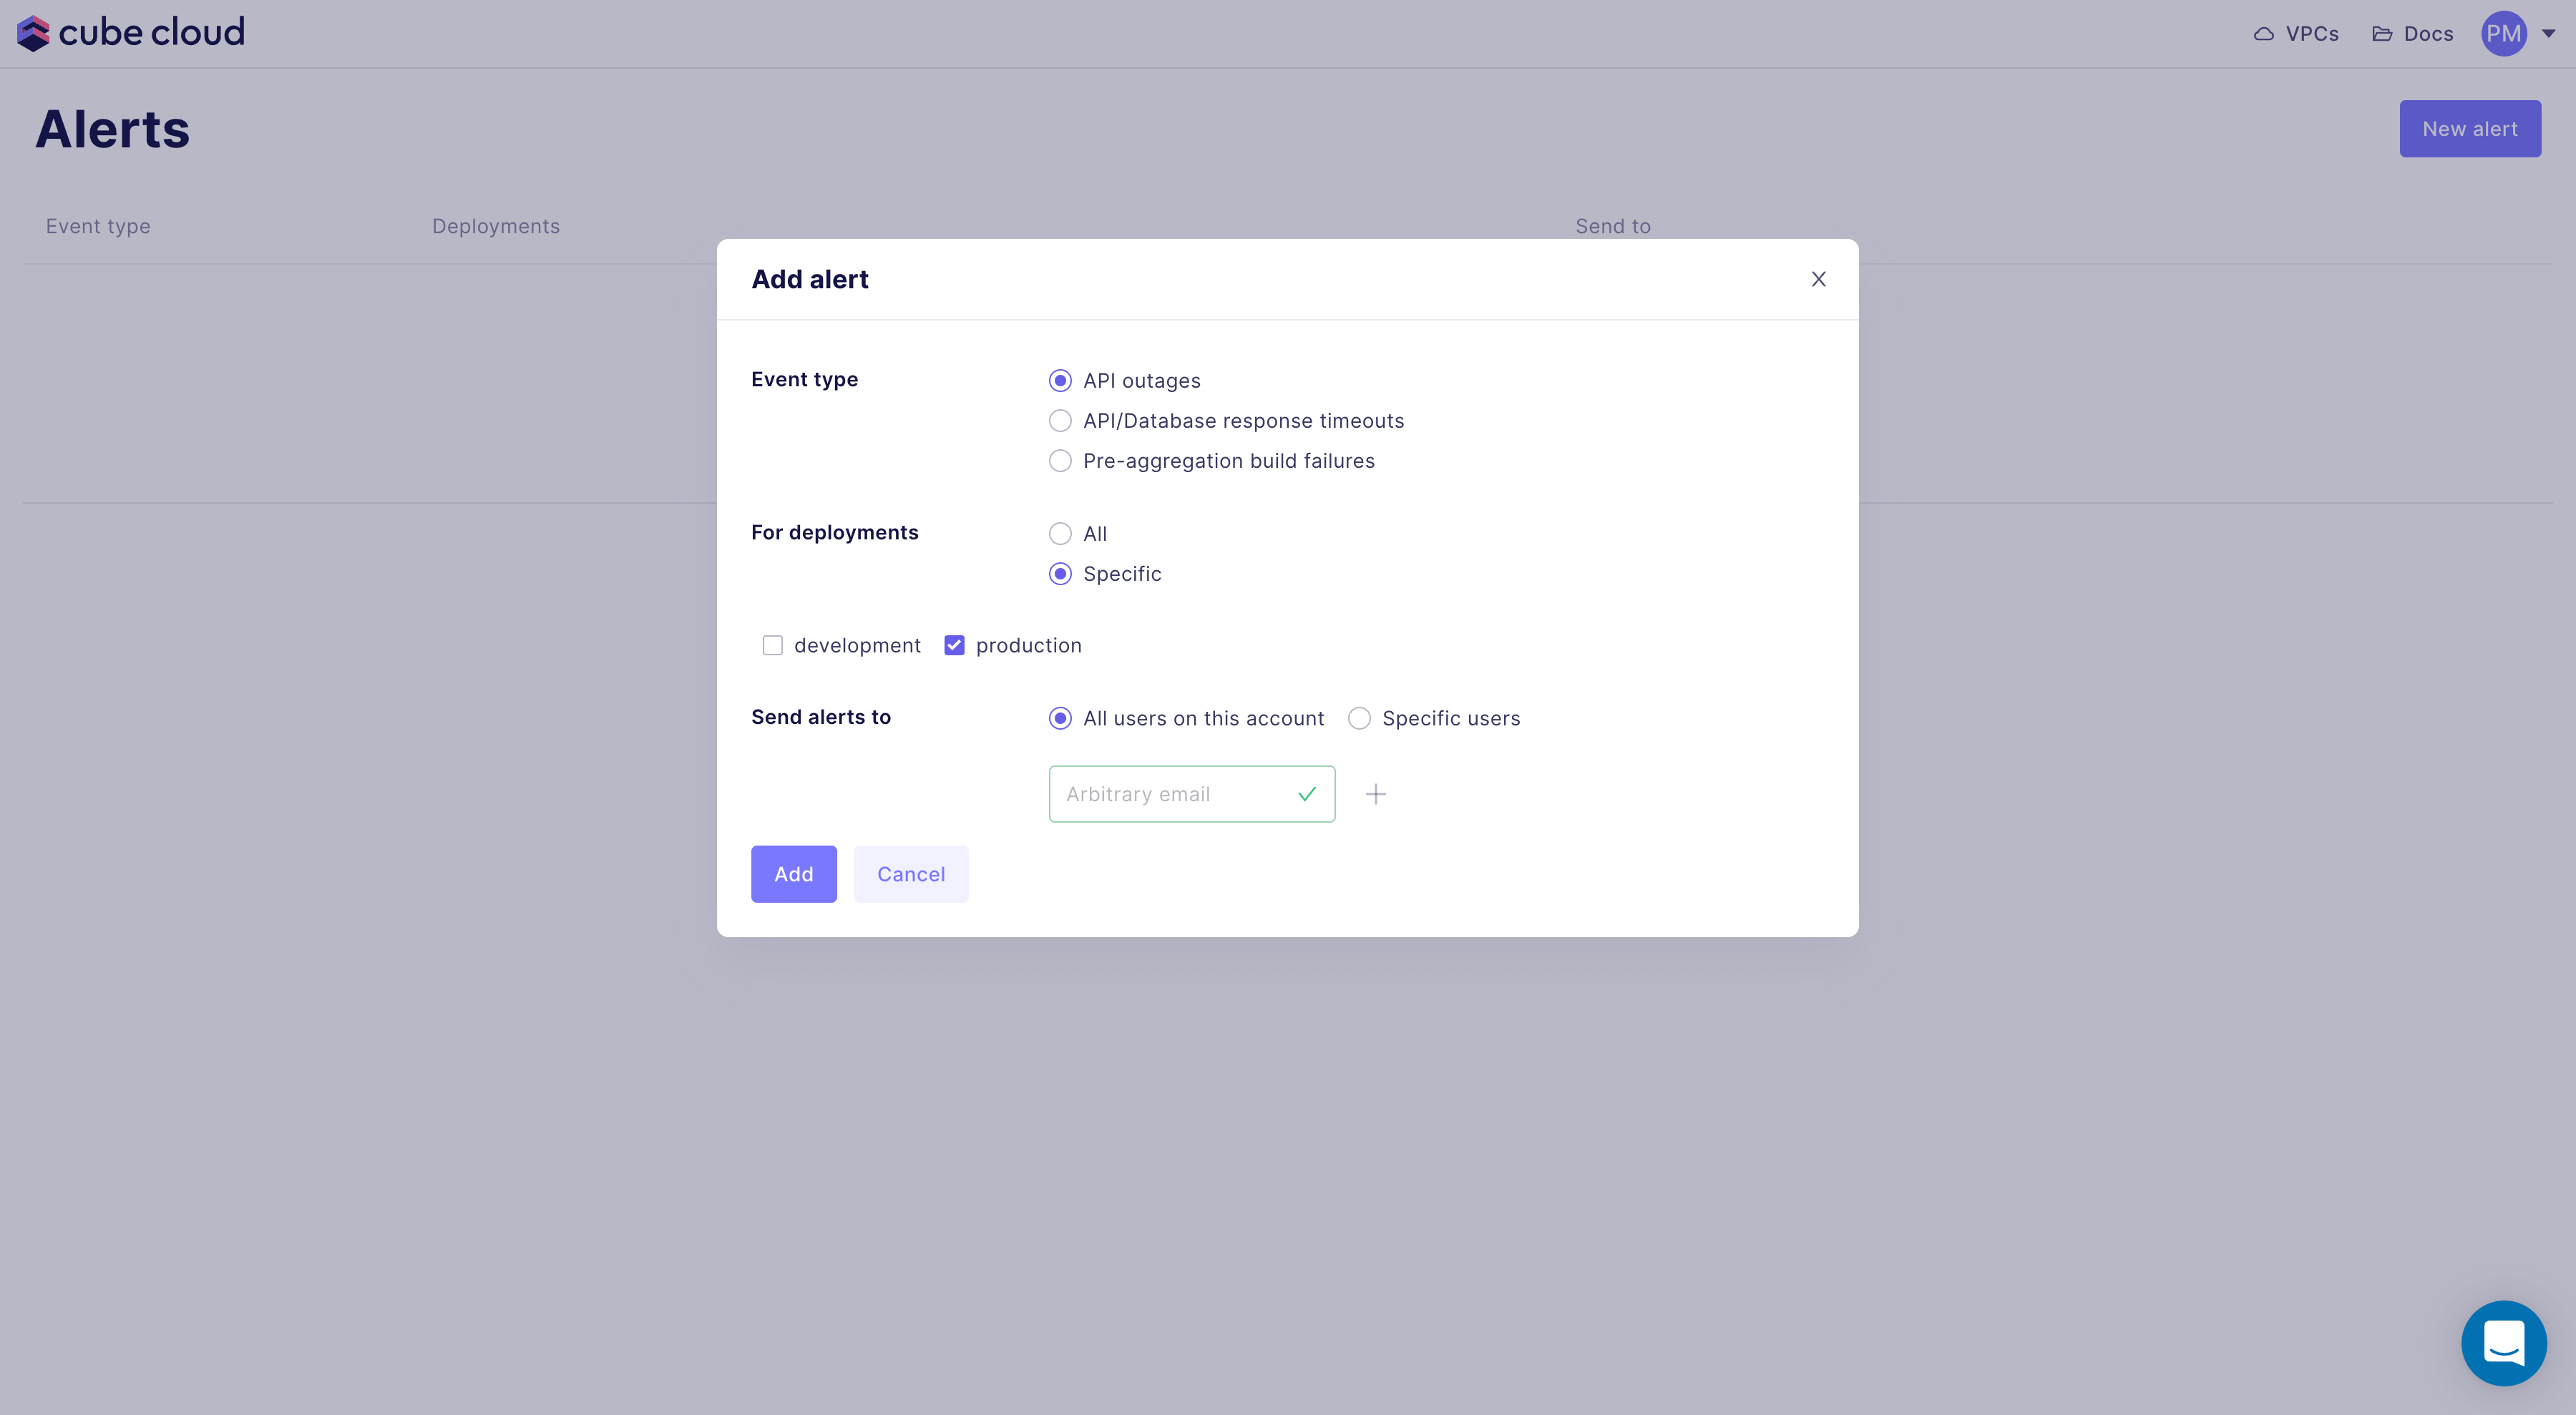 cube cloud
VPCs
Docs
PM
Alerts
New alert
Event type
Deployments
Send to
Add alert
Event type
API outages
API/Database response timeouts
Pre-aggregation build failures
For deployments
All
Specific
development
production
Send alerts to
All users on this account
Specific users
Arbitrary email
Add
Cancel